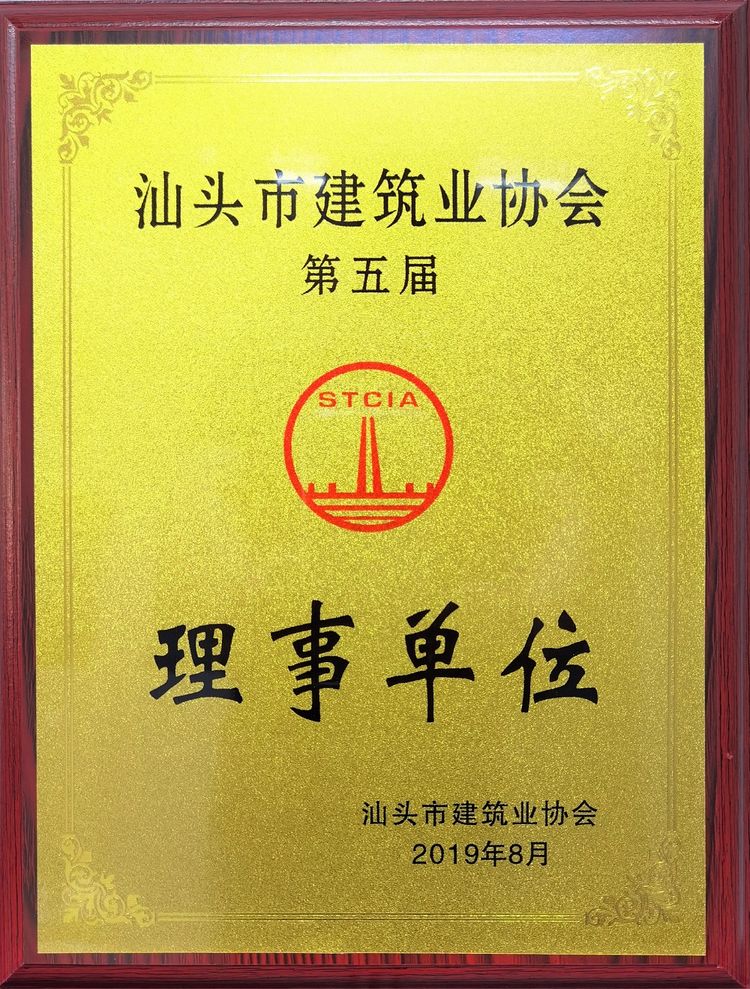 汕头市建筑业协会
第五届
STCIA
理事单位
汕头市建筑业协会
2019年8月